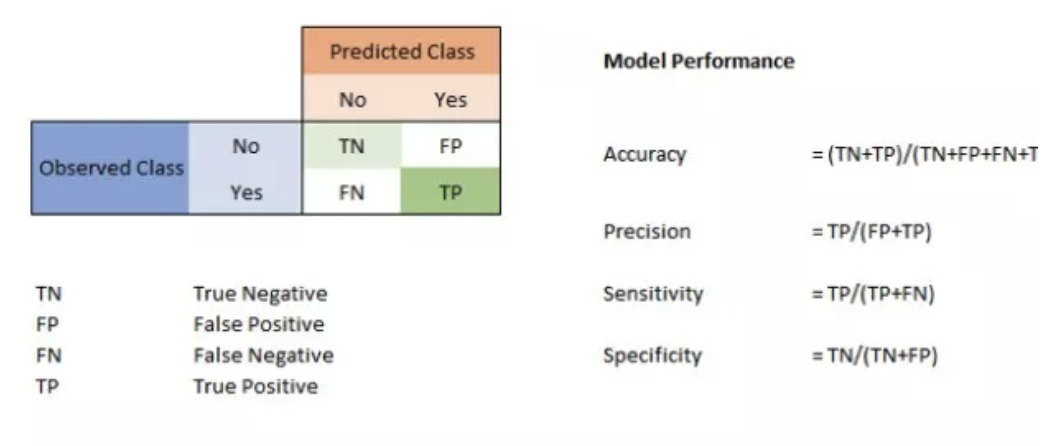 Predicted Class
No Yes
Observed Class
No TN FP
Yes FN TP
TN True Negative
FP False Positive
FN False Negative
TP True Positive
Model Performance
Accuracy = (TN+TP)/(TN+FP+FN+T
Precision = TP/(FP+TP)
Sensitivity = TP/(TP+FN)
Specificity = TN/(TN+FP)